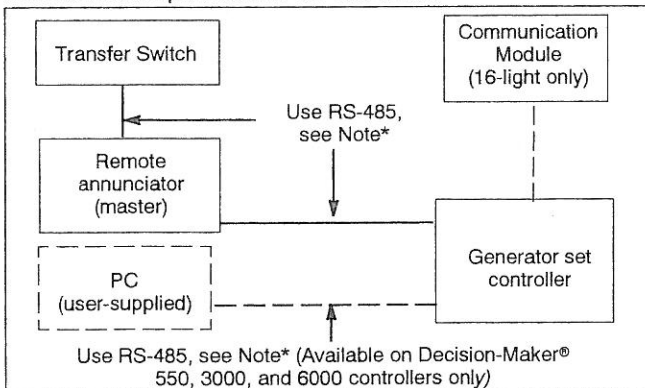 Transfer Switch
Communication
Module
(16-light only)
Use RS-485,
see Note*
Remote
annunciator
(master)
Generator set
controller
PC
(user-supplied)
Use RS-485, see Note* (Available on Decision-Maker®
550, 3000, and 6000 controllers only)